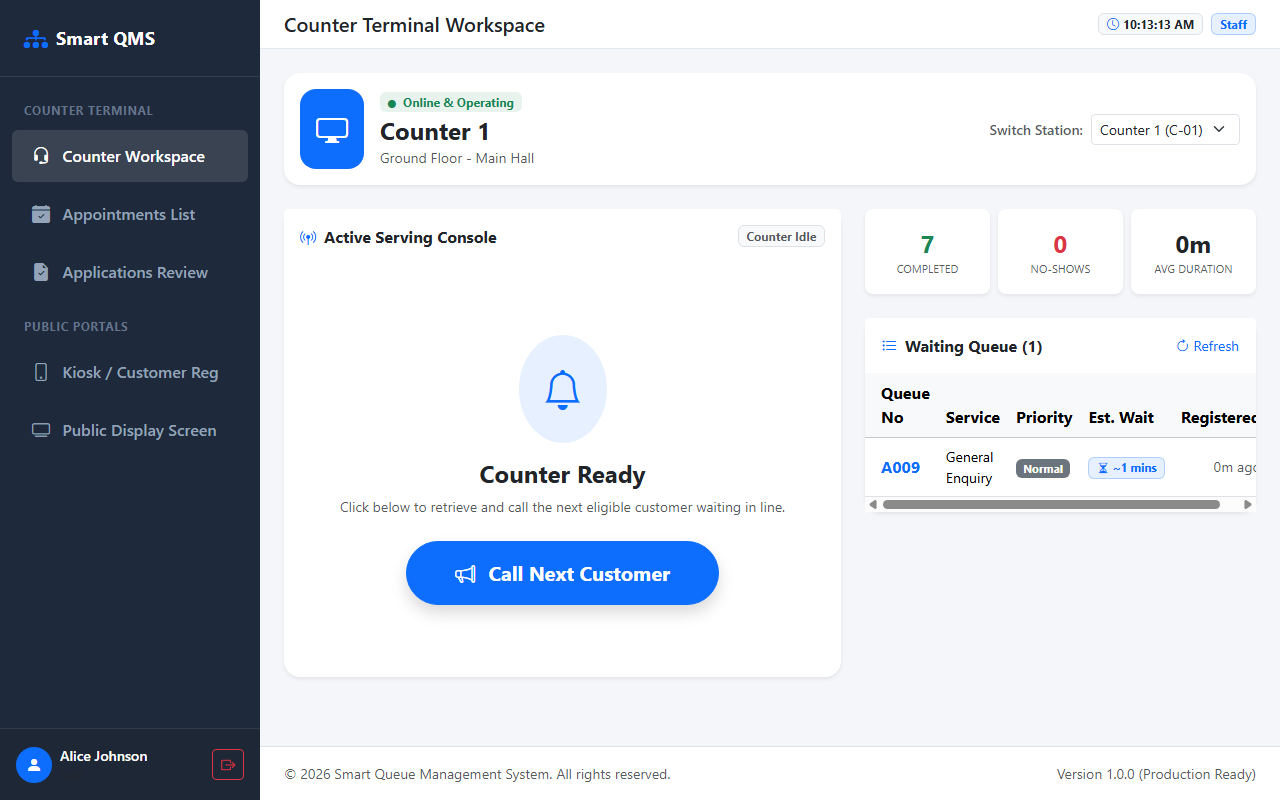 Smart QMS
COUNTER TERMINAL
Counter Workspace
Appointments List
Applications Review
PUBLIC PORTALS
Kiosk / Customer Reg
Public Display Screen
Alice Johnson
Counter Terminal Workspace
10:13:13 AM
Staff
Online & Operating
Counter 1
Ground Floor - Main Hall
Switch Station:
Counter 1 (C-01)
Active Serving Console
Counter Idle
Counter Ready
Click below to retrieve and call the next eligible customer waiting in line.
Call Next Customer
7
COMPLETED
0
NO-SHOWS
0m
AVG DURATION
Waiting Queue (1)
Refresh
Queue No Service Priority Est. Wait Registered
A009 General Enquiry Normal ~1 mins 0m ago
© 2026 Smart Queue Management System. All rights reserved.
Version 1.0.0 (Production Ready)